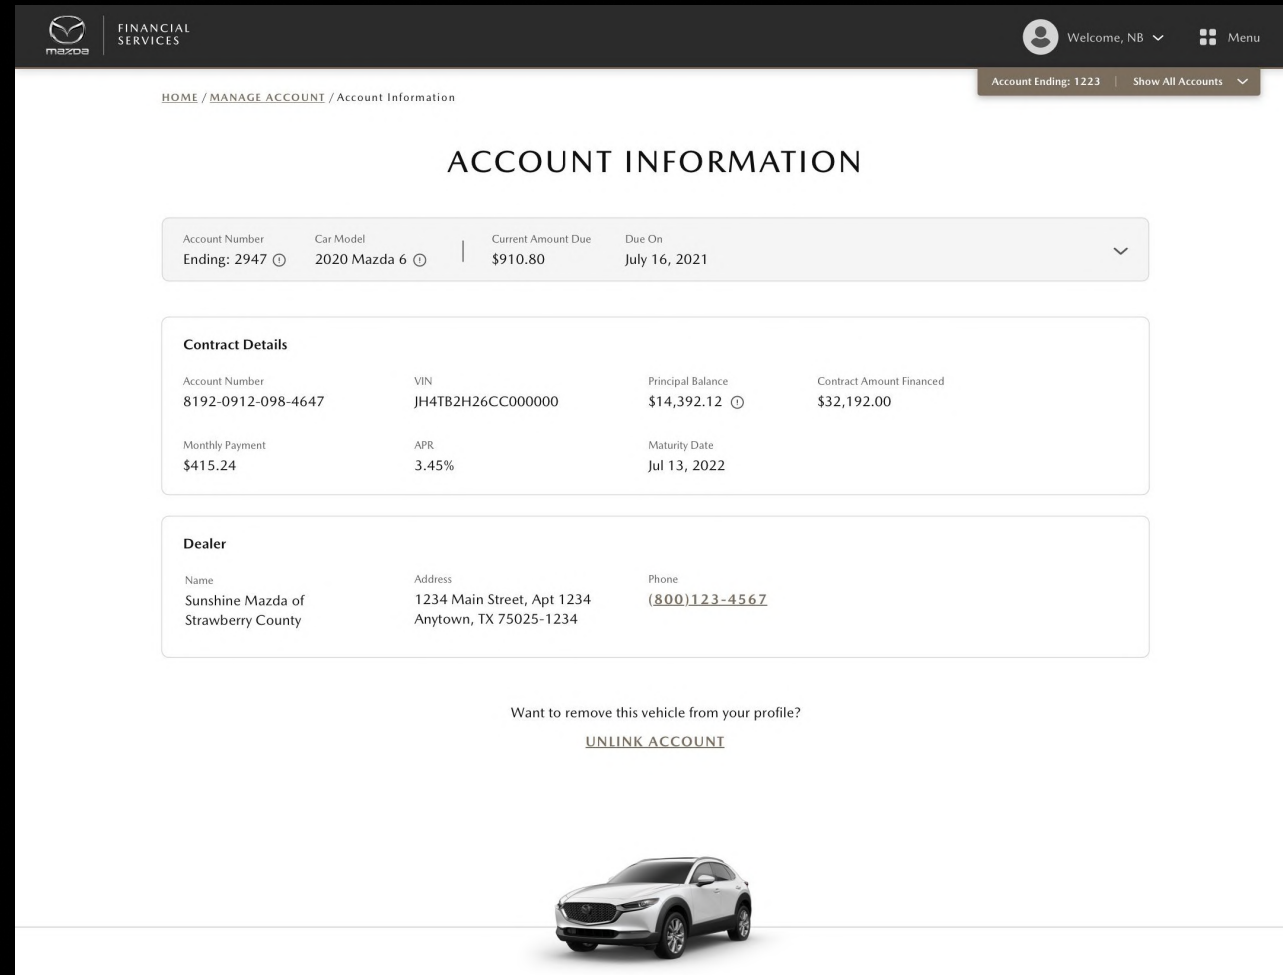 mazda
FINANCIAL
SERVICES
Welcome, NB
Menu
Account Ending: 1223 | Show All Accounts
HOME / MANAGE ACCOUNT / Account Information
ACCOUNT INFORMATION
Account Number Car Model Current Amount Due Due On
Ending: 2947 2020 Mazda 6 $910.80 July 16, 2021
Contract Details
Account Number VIN Principal Balance Contract Amount Financed
8192-0912-098-4647 JH4TB2H26CC000000 $14,392.12 $32,192.00
Monthly Payment APR Maturity Date
$415.24 3.45% Jul 13, 2022
Dealer
Name Address Phone
Sunshine Mazda of 1234 Main Street, Apt 1234 (800)123-4567
Strawberry County Anytown, TX 75025-1234
Want to remove this vehicle from your profile?
UNLINK ACCOUNT